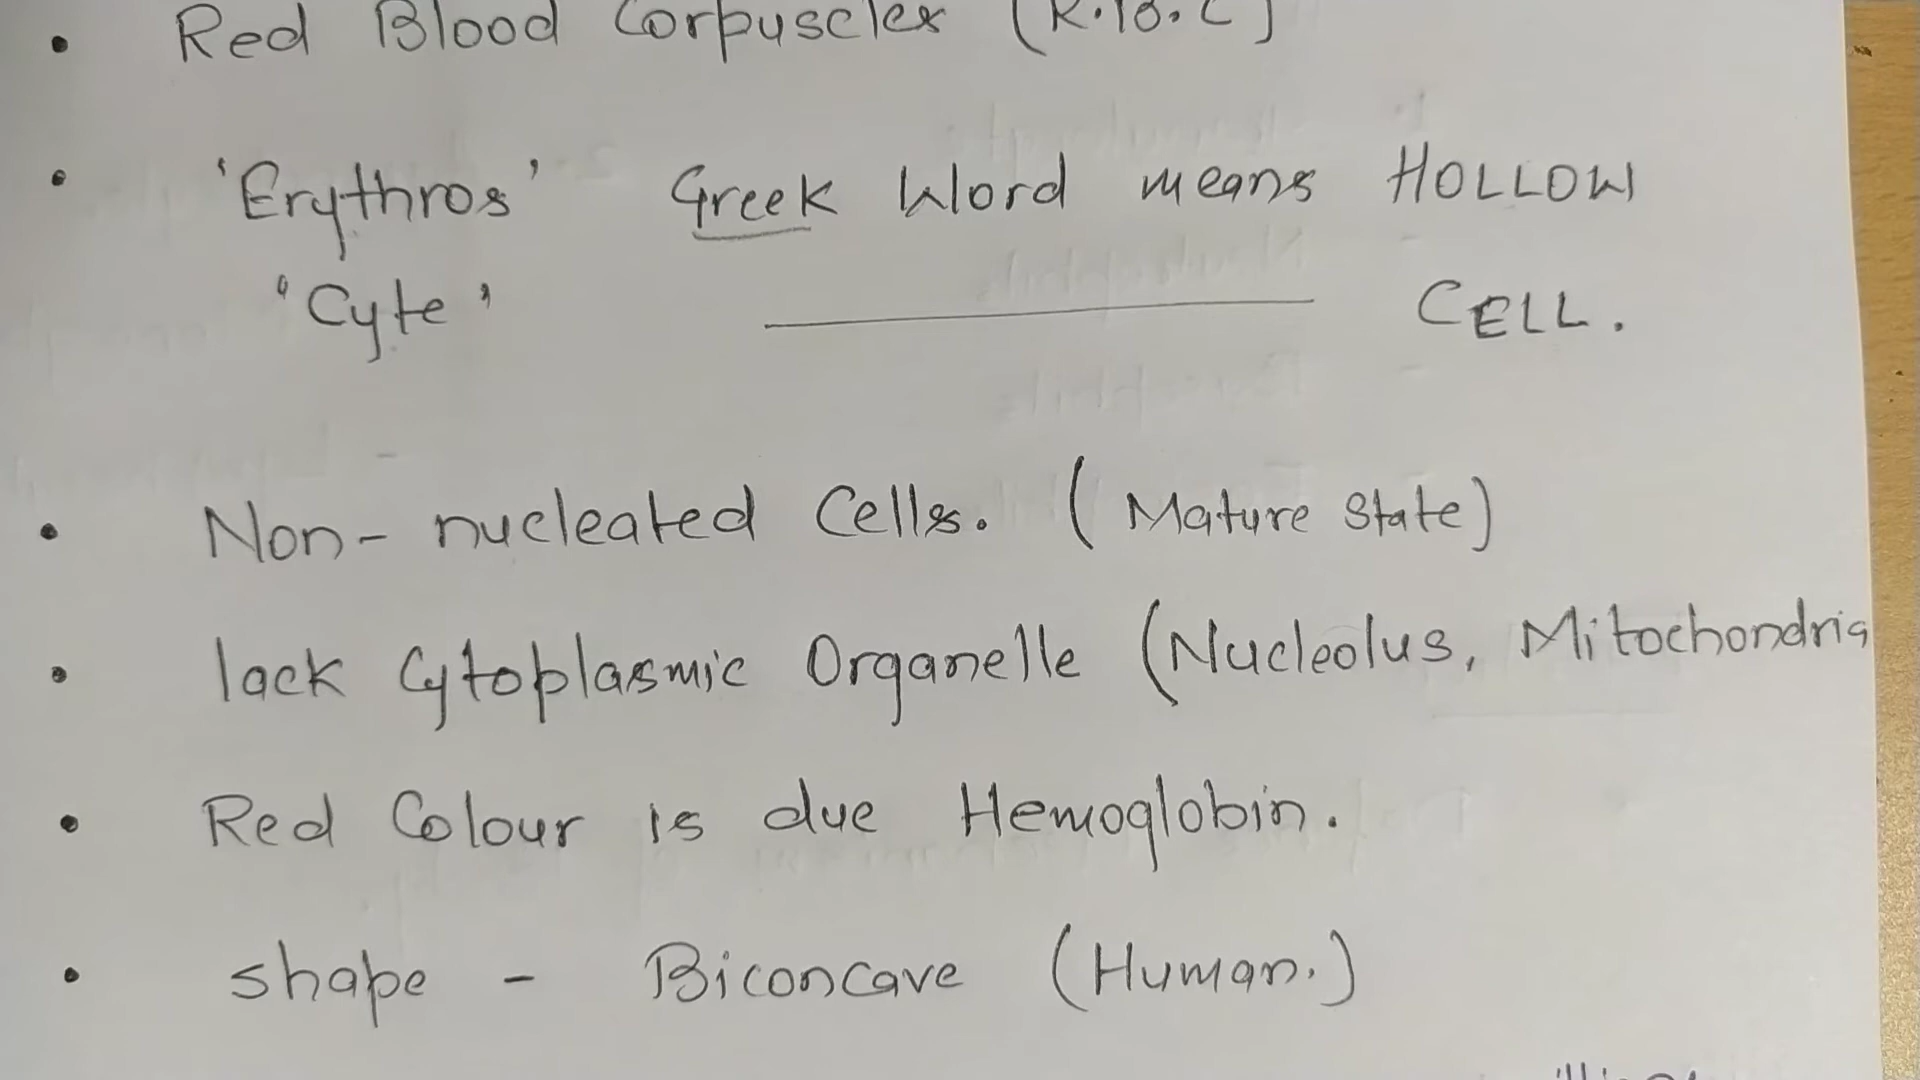 • Red Blood Corpuscles (R.B.C)
• 'Erythros' Greek Word means HOLLOW
'Cyte' ———— CELL.
• Non-nucleated Cells. (Mature State)
• lack Cytoplasmic Organelle (Nucleolus, Mitochondria
• Red Colour is due Hemoglobin.
• shape - Biconcave (Human.)